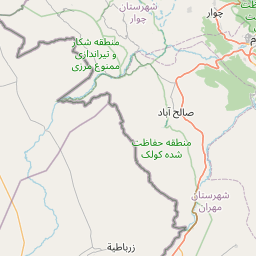 شهرستان
چوار
چوار
منطقه شکار
و تیراندازی
ممنوع مرزی
صالح آباد
منطقه حفاظت
شده کولک
شهرستان
مهران
زرباطية